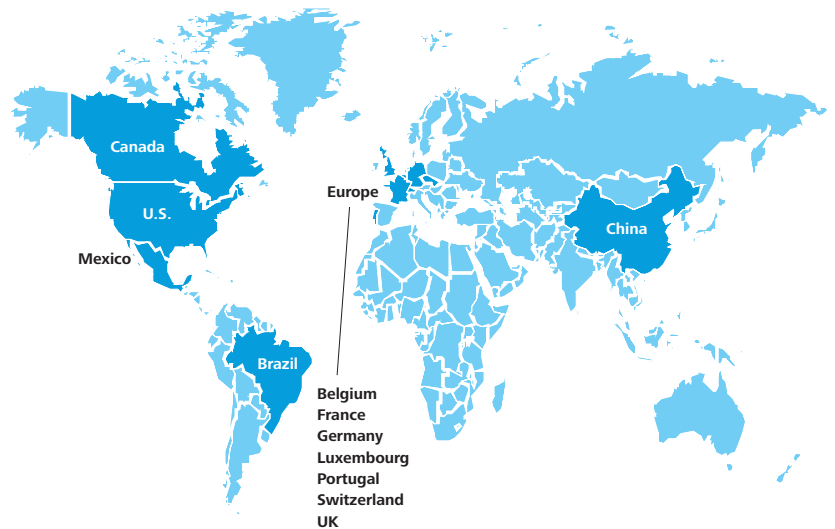 Canada
U.S.
Mexico
Brazil
Europe
Belgium
France
Germany
Luxembourg
Portugal
Switzerland
UK
China